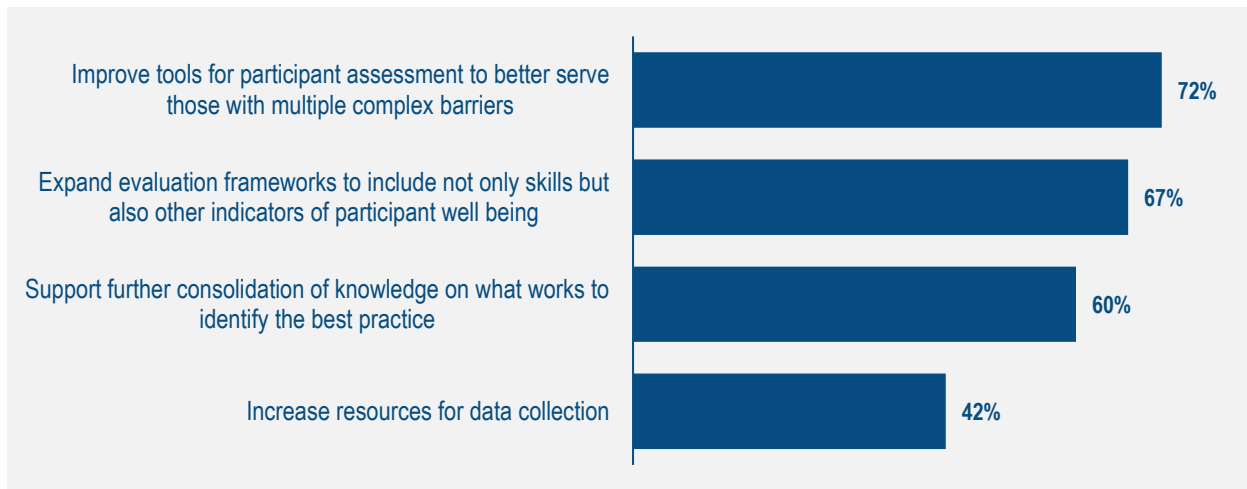 Improve tools for participant assessment to better serve
those with multiple complex barriers
72%
Expand evaluation frameworks to include not only skills but
also other indicators of participant well being
67%
Support further consolidation of knowledge on what works to
identify the best practice
60%
Increase resources for data collection
42%